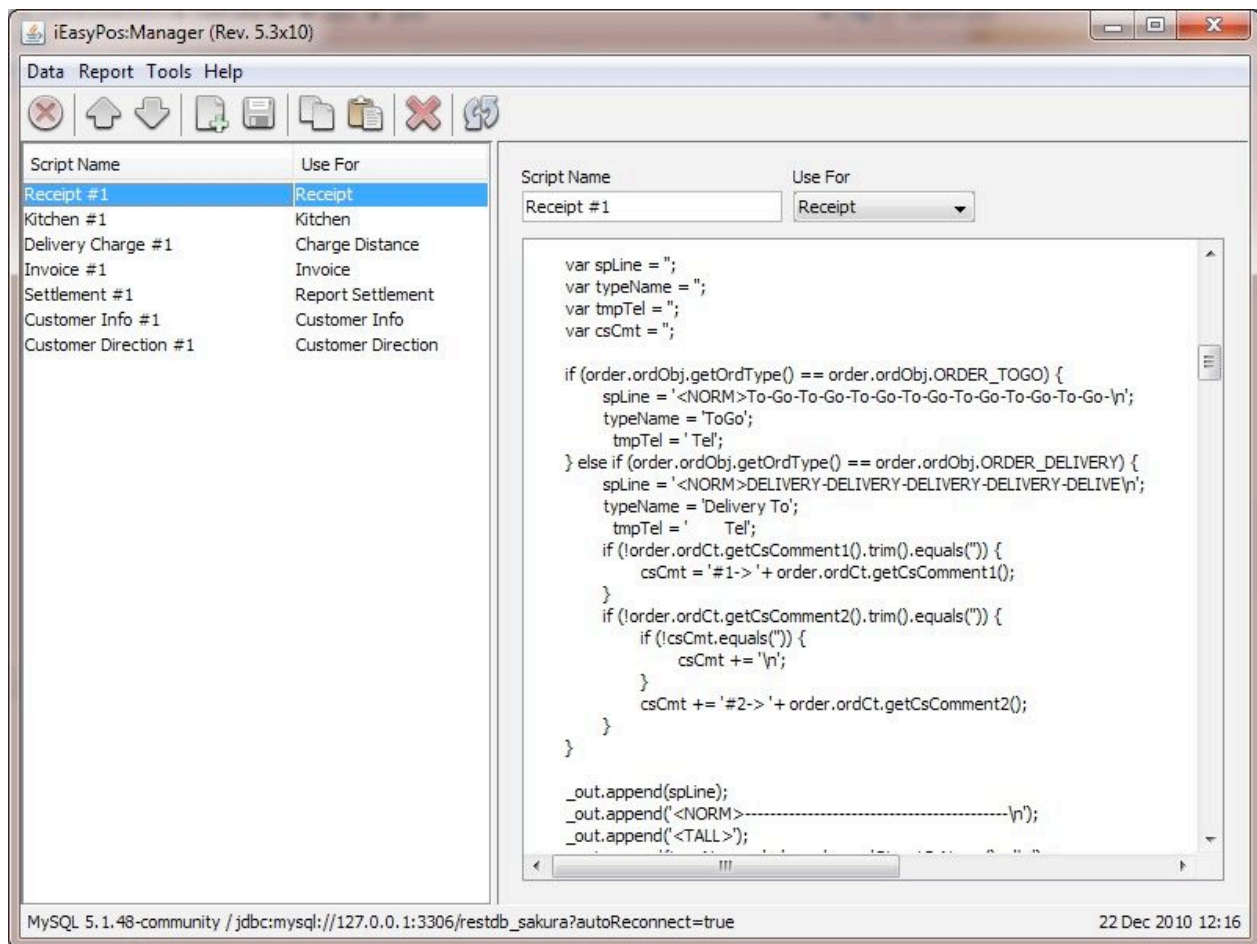 iEasyPos:Manager (Rev. 5.3x10)
Data Report Tools Help
Script Name Use For
Receipt #1 Receipt
Kitchen #1 Kitchen
Delivery Charge #1 Charge Distance
Invoice #1 Invoice
Settlement #1 Report Settlement
Customer Info #1 Customer Info
Customer Direction #1 Customer Direction
Script Name Use For
Receipt #1 Receipt
var spLine = '';
var typeName = '';
var tmpTel = '';
var csCmt = '';
if (order.ordObj.getOrdType() == order.ordObj.ORDER_TOGO) {
spLine = '<NORM>To-Go-To-Go-To-Go-To-Go-To-Go-To-Go-To-Go-\n';
typeName = 'ToGo';
tmpTel = ' Tel';
} else if (order.ordObj.getOrdType() == order.ordObj.ORDER_DELIVERY) {
spLine = '<NORM>DELIVERY-DELIVERY-DELIVERY-DELIVERY-DELIVE\n';
typeName = 'Delivery To';
tmpTel = '      Tel';
if (!order.ordCt.getCsComment1().trim().equals('')) {
csCmt = '#1-> '+ order.ordCt.getCsComment1();
}
if (!order.ordCt.getCsComment2().trim().equals('')) {
if (!csCmt.equals('')) {
csCmt += '\n';
}
csCmt += '#2-> '+ order.ordCt.getCsComment2();
}
}
_out.append(spLine);
_out.append('<NORM>------------------------------------------\n');
_out.append('<TALL>');
MySQL 5.1.48-community / jdbc:mysql://127.0.0.1:3306/restdb_sakura?autoReconnect=true
22 Dec 2010 12:16